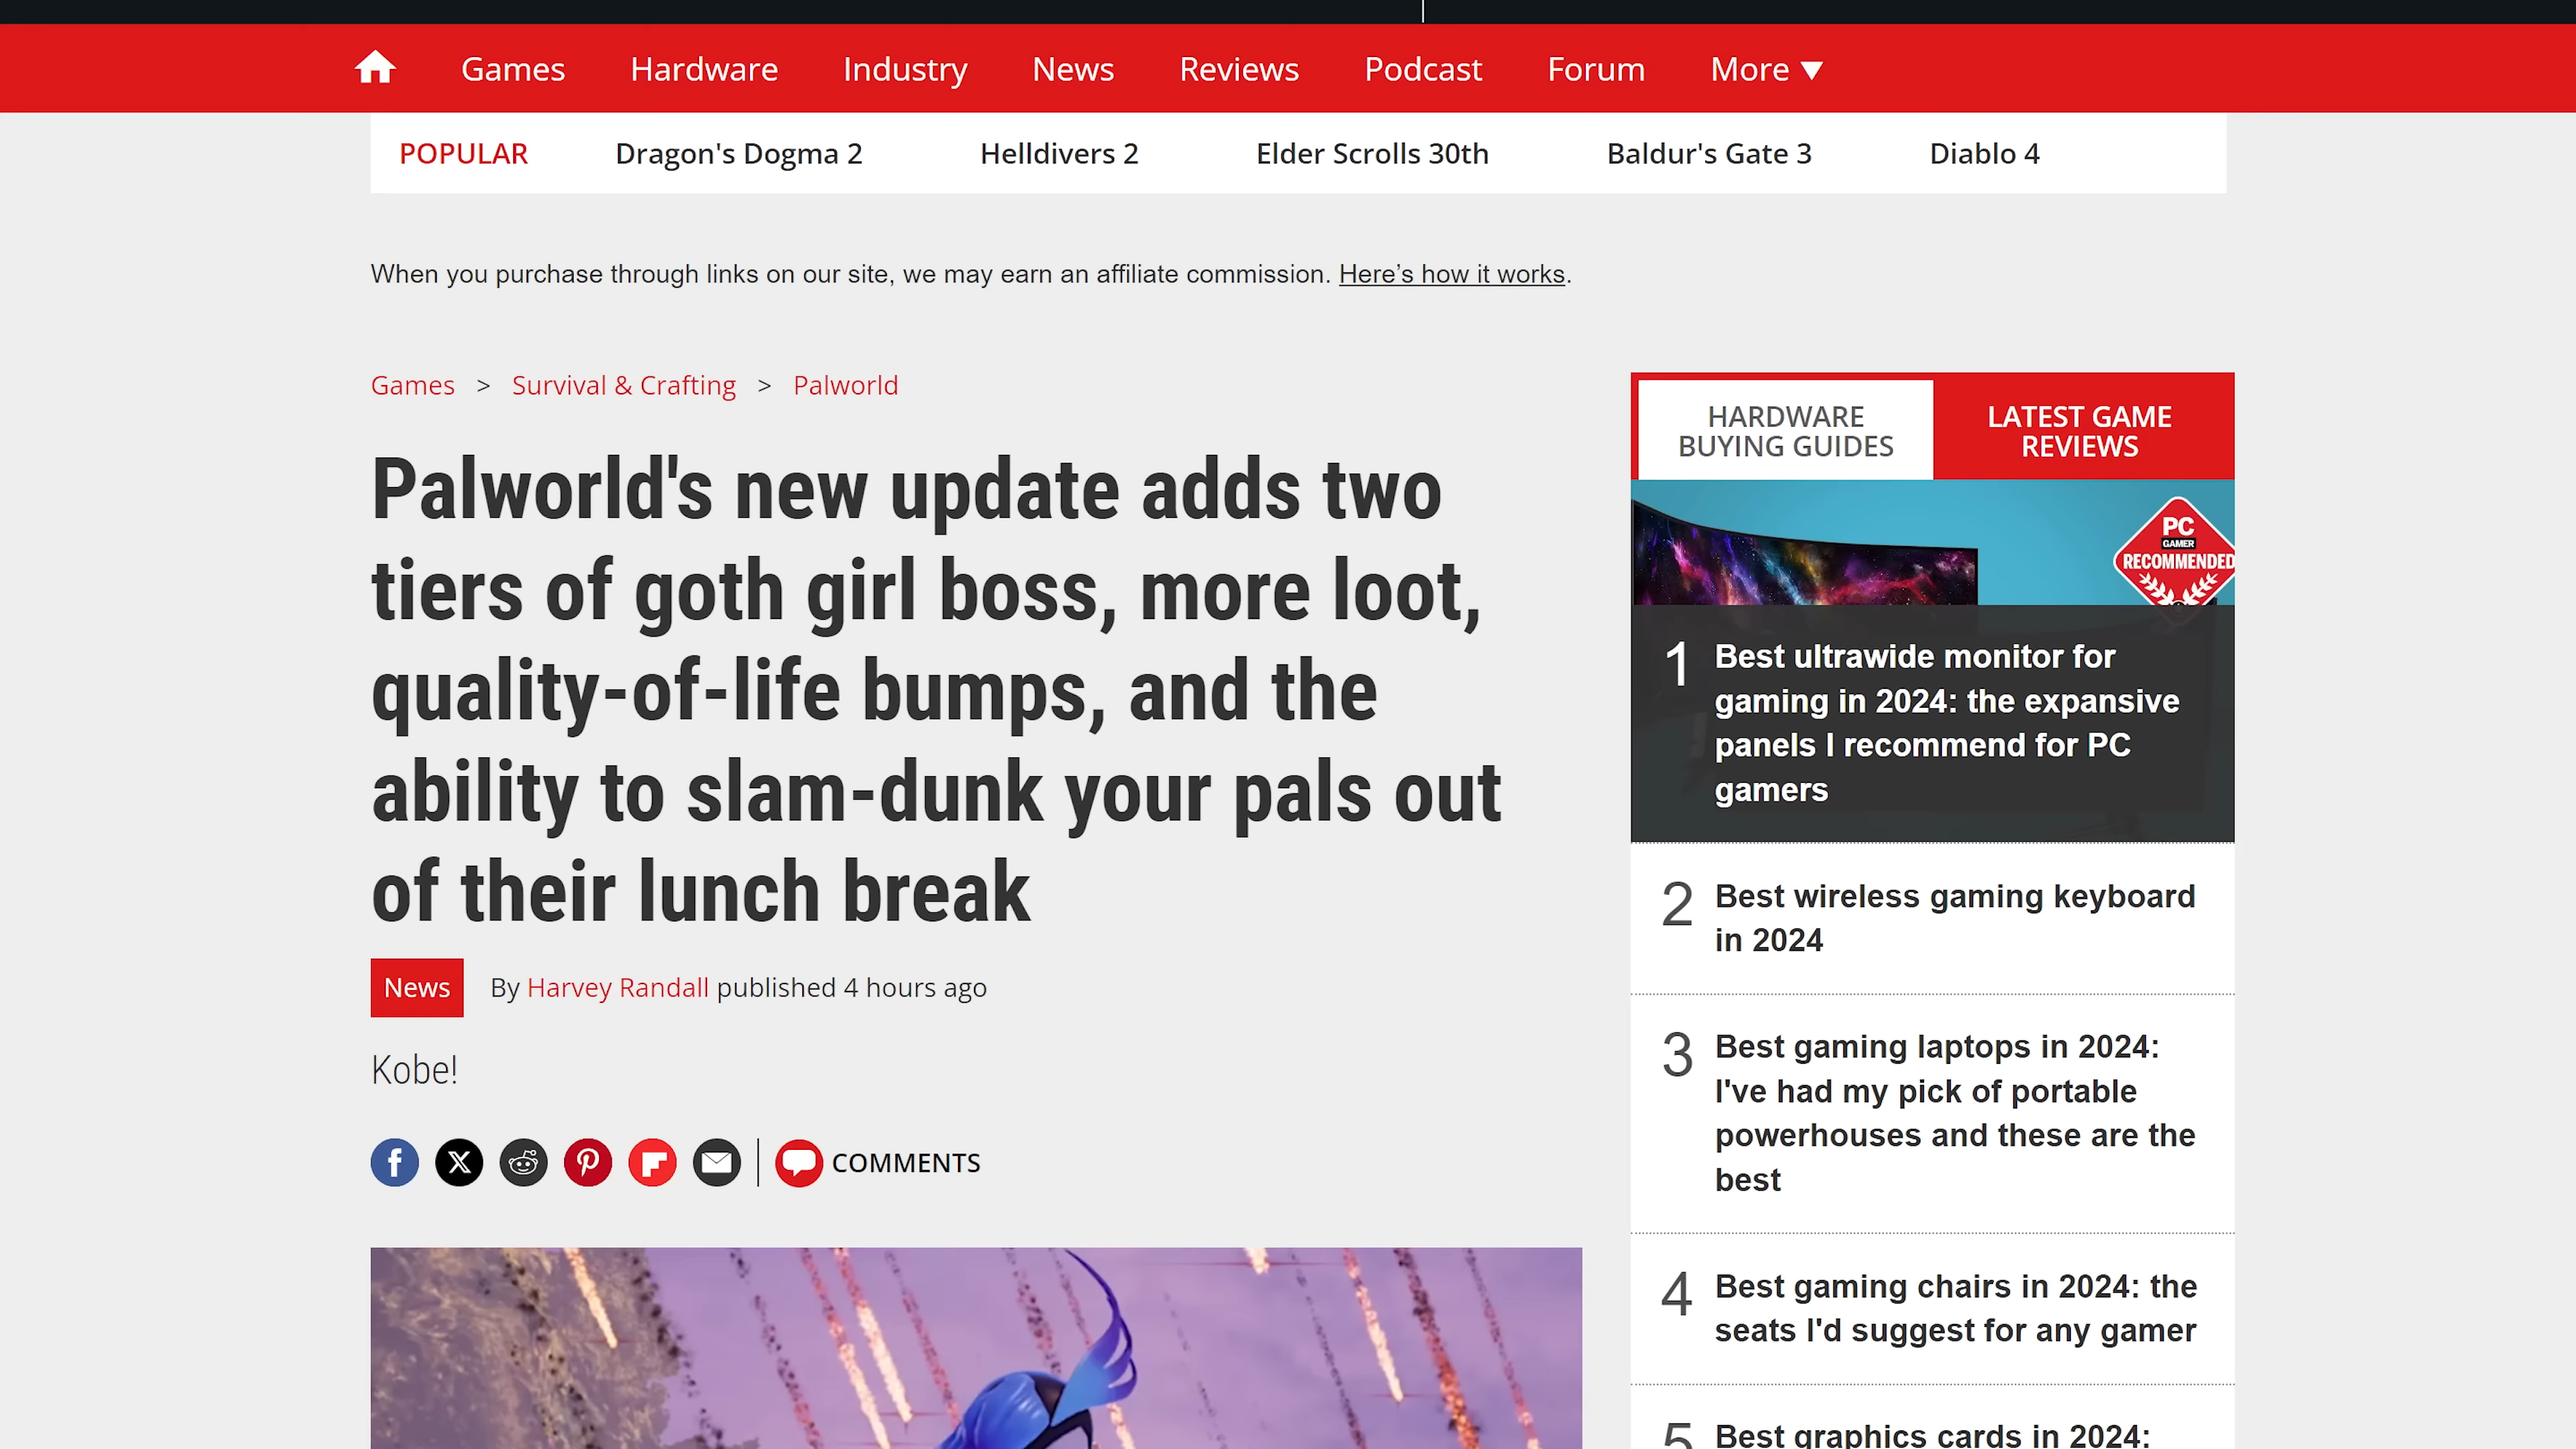 Games Hardware Industry News Reviews Podcast Forum More ▼
POPULAR Dragon's Dogma 2 Helldivers 2 Elder Scrolls 30th Baldur's Gate 3 Diablo 4
When you purchase through links on our site, we may earn an affiliate commission. Here’s how it works.
Games > Survival & Crafting > Palworld
Palworld's new update adds two
tiers of goth girl boss, more loot,
quality-of-life bumps, and the
ability to slam-dunk your pals out
of their lunch break
News By Harvey Randall published 4 hours ago
Kobe!
COMMENTS
HARDWARE
BUYING GUIDES
LATEST GAME
REVIEWS
PC
GAMER
RECOMMENDED
1 Best ultrawide monitor for
gaming in 2024: the expansive
panels I recommend for PC
gamers
2 Best wireless gaming keyboard
in 2024
3 Best gaming laptops in 2024:
I've had my pick of portable
powerhouses and these are the
best
4 Best gaming chairs in 2024: the
seats I'd suggest for any gamer
5 Best graphics cards in 2024: